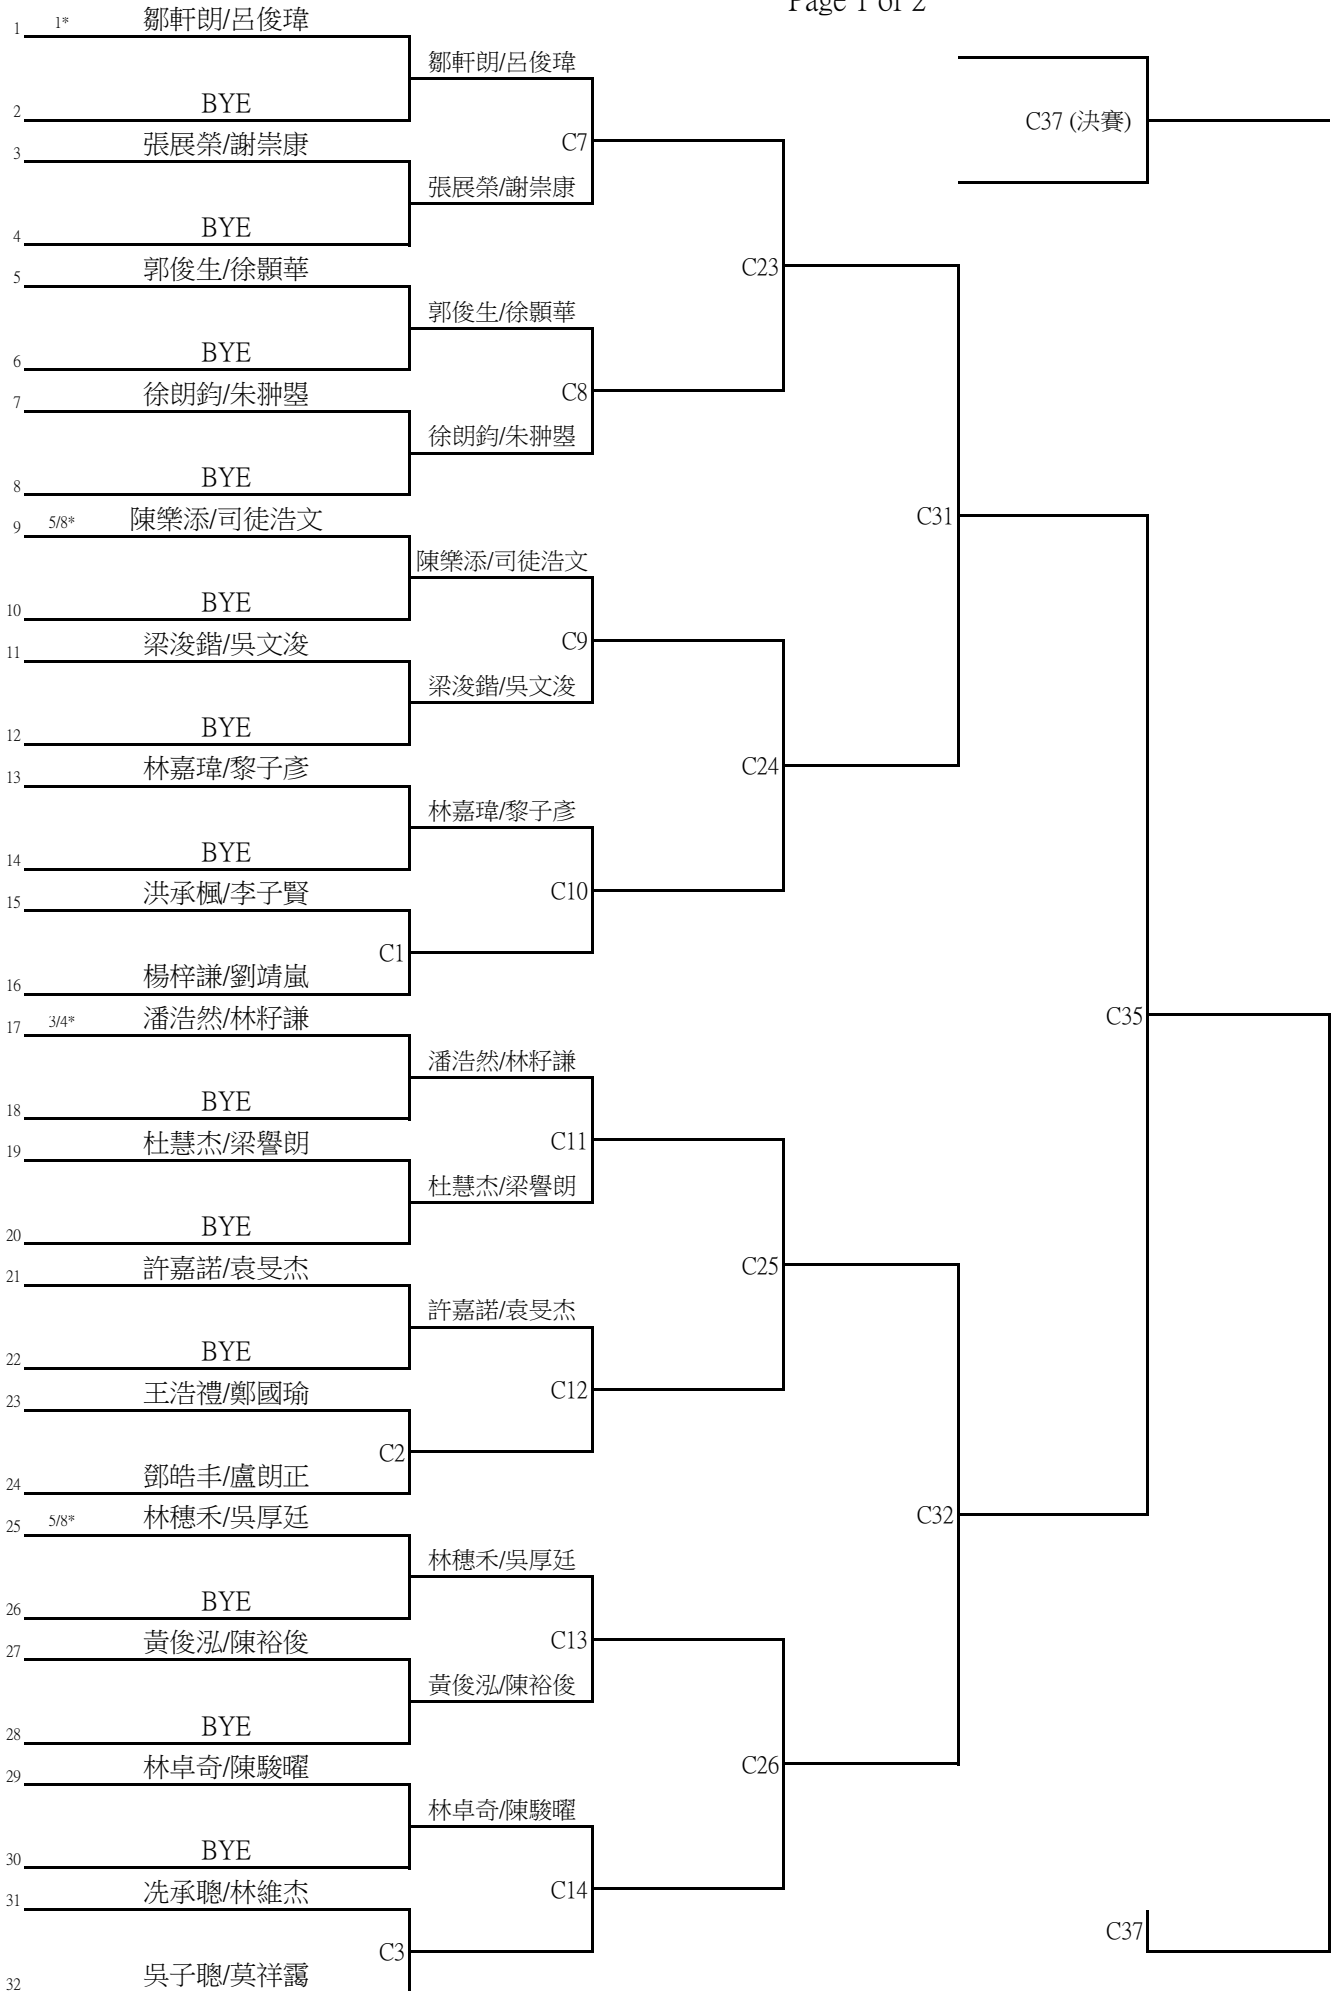 Page 1 of 2
1 1* 鄒軒朗/呂俊瑋
鄒軒朗/呂俊瑋
C37 (決賽)
2 BYE
3 張展榮/謝崇康
C7
張展榮/謝崇康
4 BYE
C23
5 郭俊生/徐顥華
郭俊生/徐顥華
6 BYE
7 徐朗鈞/朱翀曌
C8
徐朗鈞/朱翀曌
8 BYE
9 5/8* 陳樂添/司徒浩文
C31
陳樂添/司徒浩文
10 BYE
11 梁浚鍇/吳文浚
C9
梁浚鍇/吳文浚
12 BYE
C24
13 林嘉瑋/黎子彥
林嘉瑋/黎子彥
14 BYE
15 洪承楓/李子賢
C10
C1
16 楊梓謙/劉靖嵐
17 3/4* 潘浩然/林籽謙
C35
潘浩然/林籽謙
18 BYE
19 杜慧杰/梁譽朗
C11
杜慧杰/梁譽朗
20 BYE
C25
21 許嘉諾/袁旻杰
許嘉諾/袁旻杰
22 BYE
23 王浩禮/鄭國瑜
C12
C2
24 鄧皓丰/盧朗正
25 5/8* 林穗禾/吳厚廷
C32
林穗禾/吳厚廷
26 BYE
27 黃俊泓/陳裕俊
C13
黃俊泓/陳裕俊
28 BYE
C26
29 林卓奇/陳駿曜
林卓奇/陳駿曜
30 BYE
31 冼承聰/林維杰
C14
C37
C3
32 吳子聰/莫祥靄